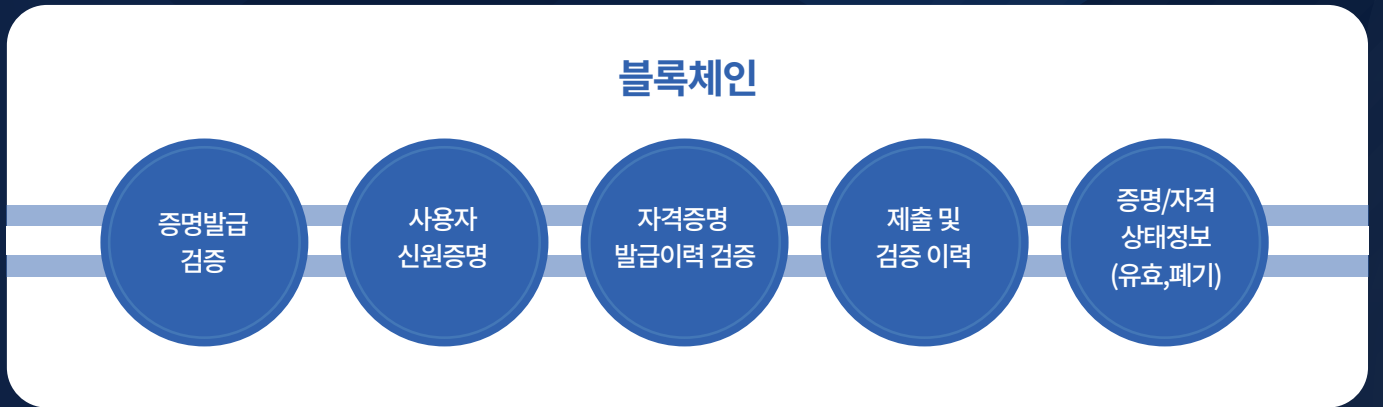 블록체인
증명발급
검증
사용자
신원증명
자격증명
발급이력 검증
제출 및
검증 이력
증명/자격
상태정보
(유효,폐기)